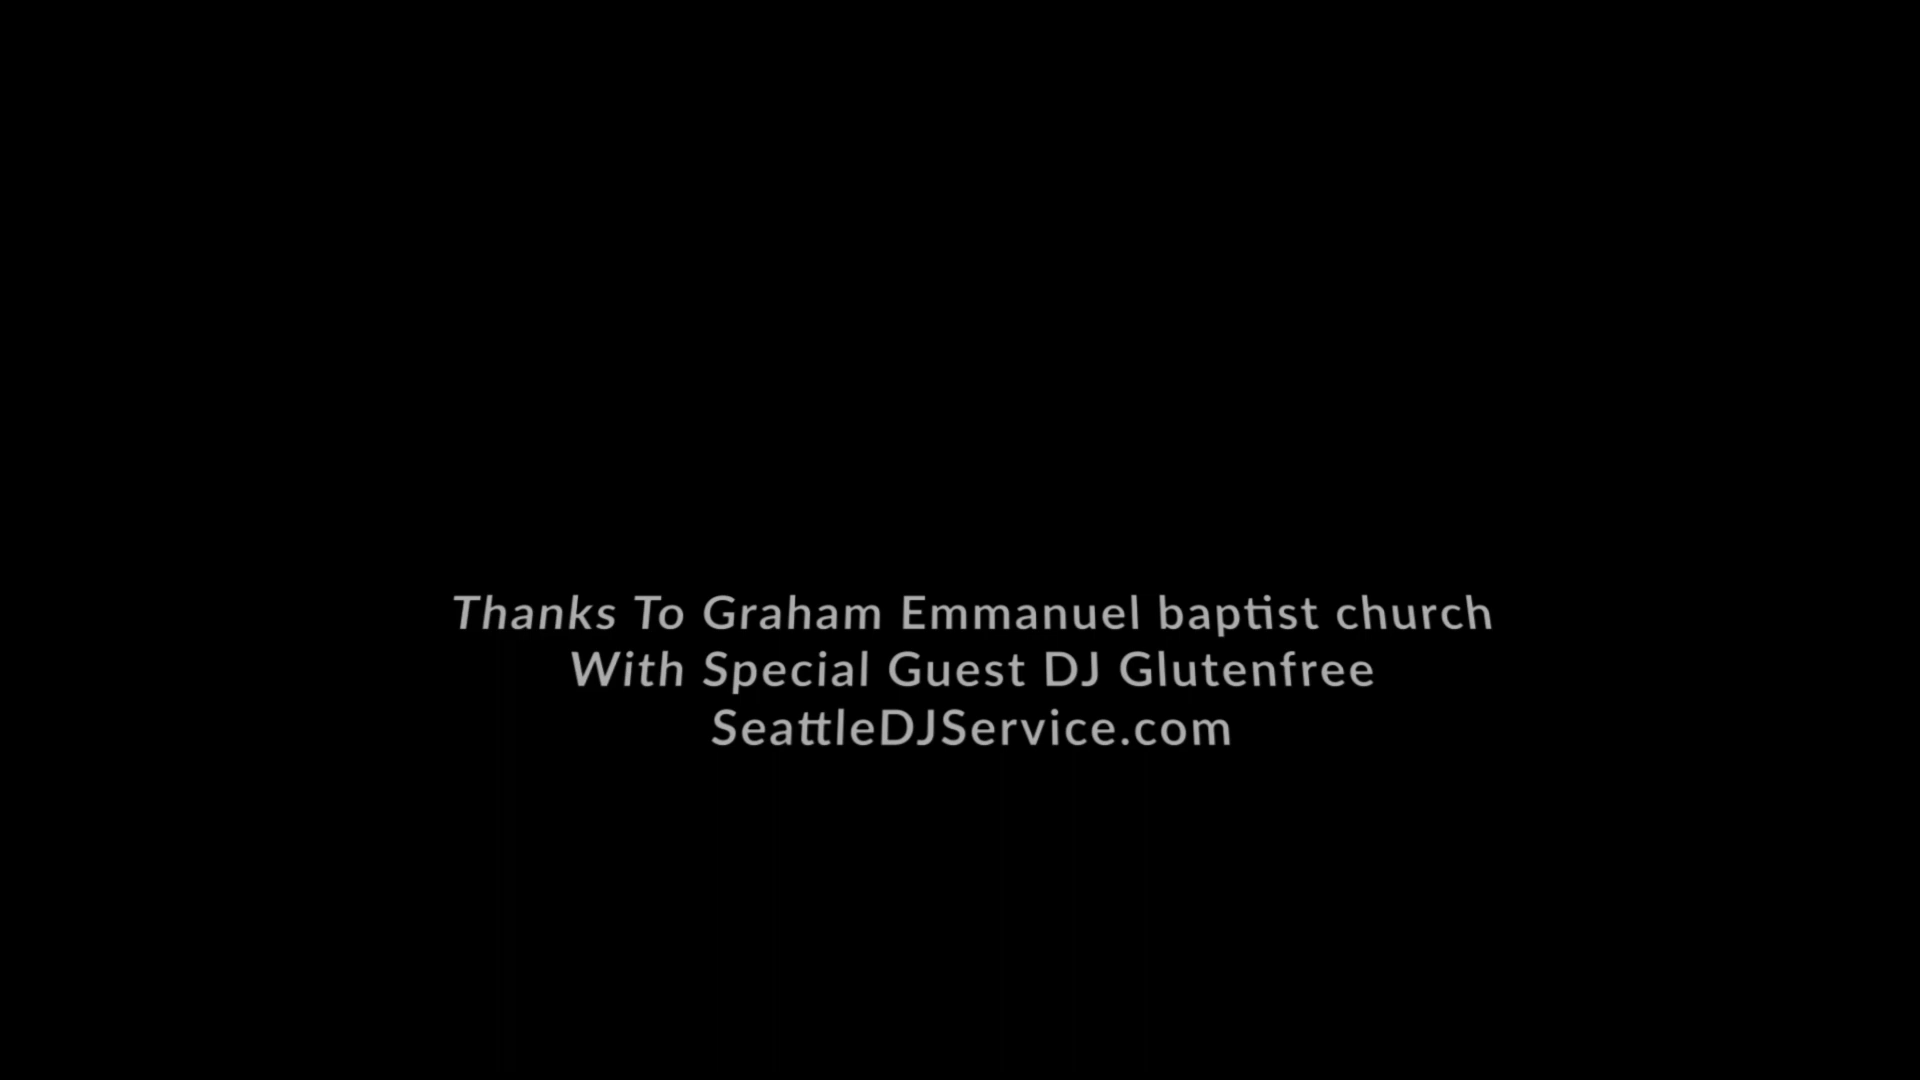 Thanks To Graham Emmanuel baptist church
With Special Guest DJ Glutenfree
SeattleDJService.com